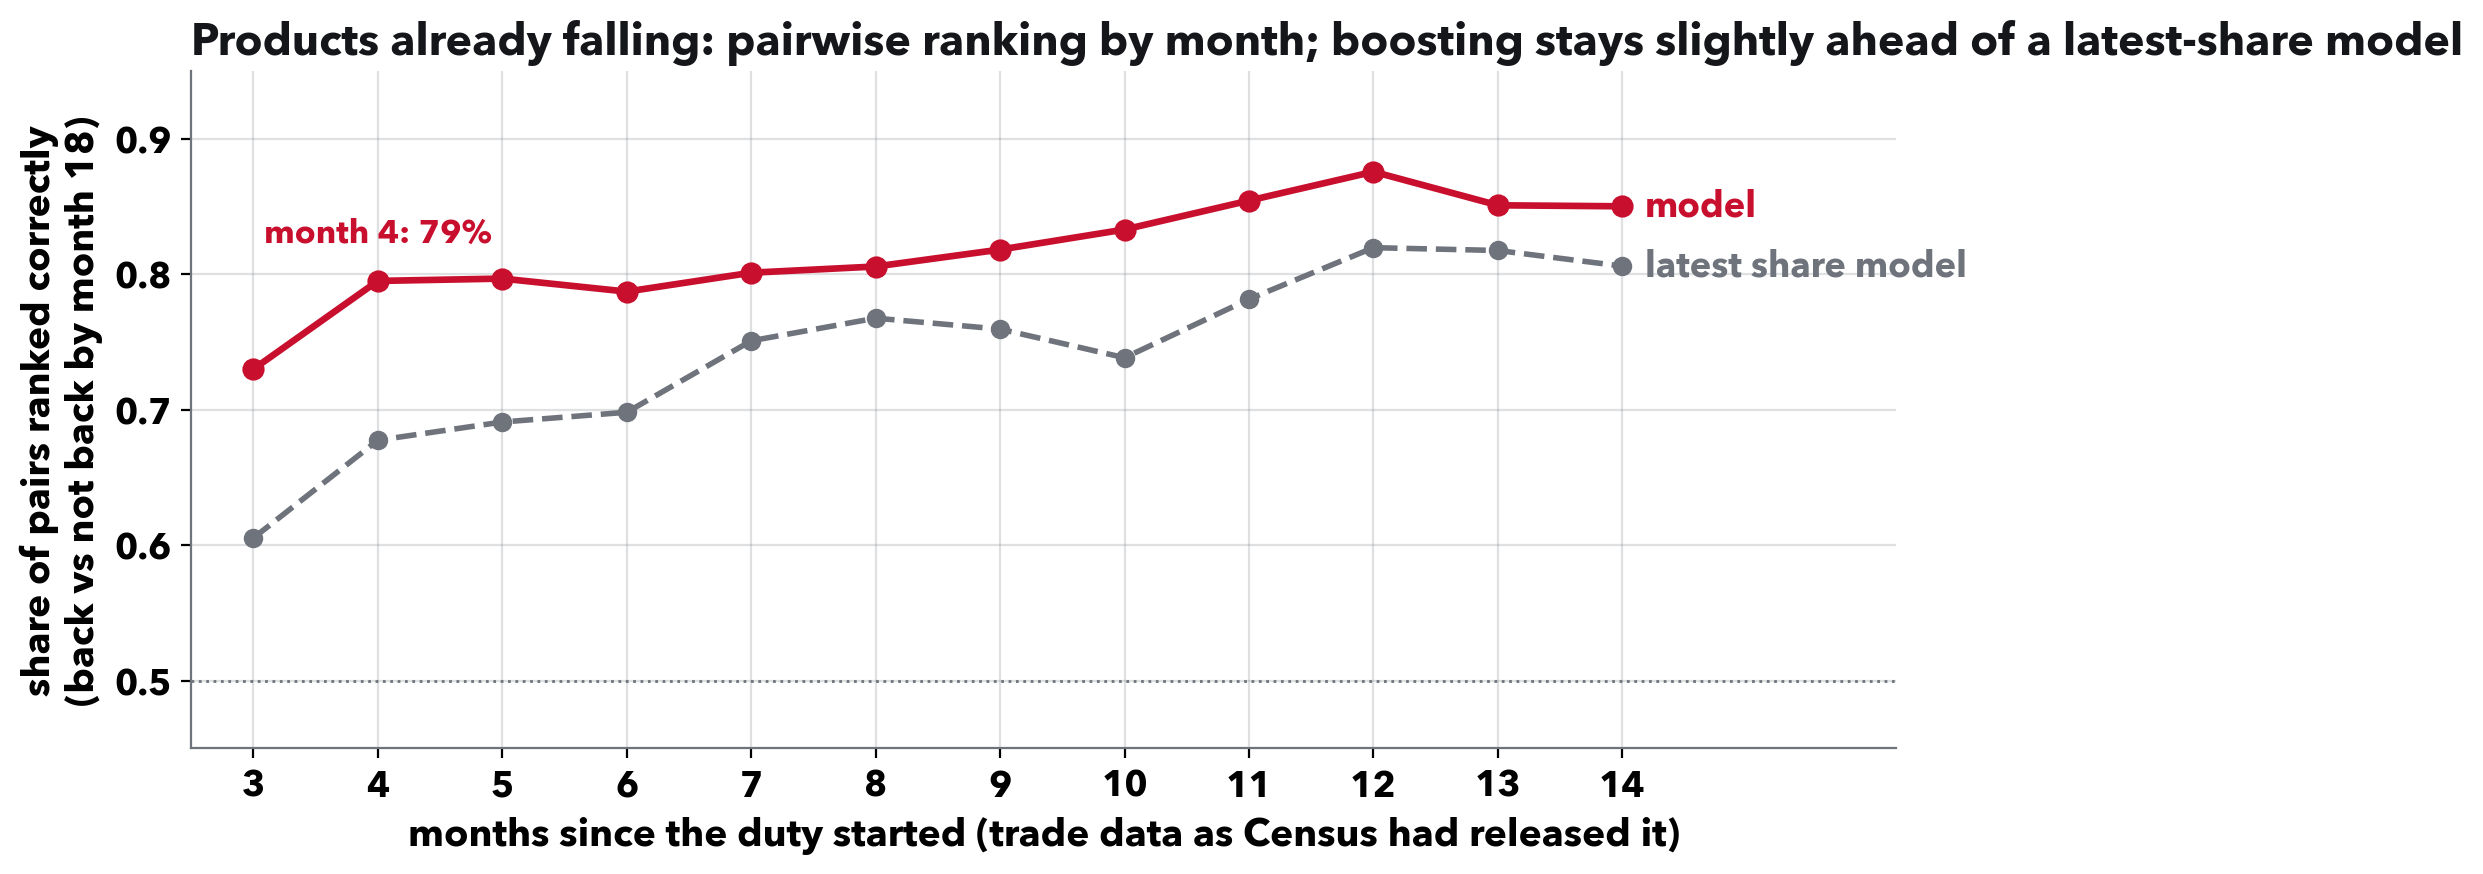 Products already falling: pairwise ranking by month; boosting stays slightly ahead of a latest-share model
share of pairs ranked correctly
(back vs not back by month 18)
0.9
0.8
0.7
0.6
0.5
month 4: 79%
model
latest share model
3 4 5 6 7 8 9 10 11 12 13 14
months since the duty started (trade data as Census had released it)